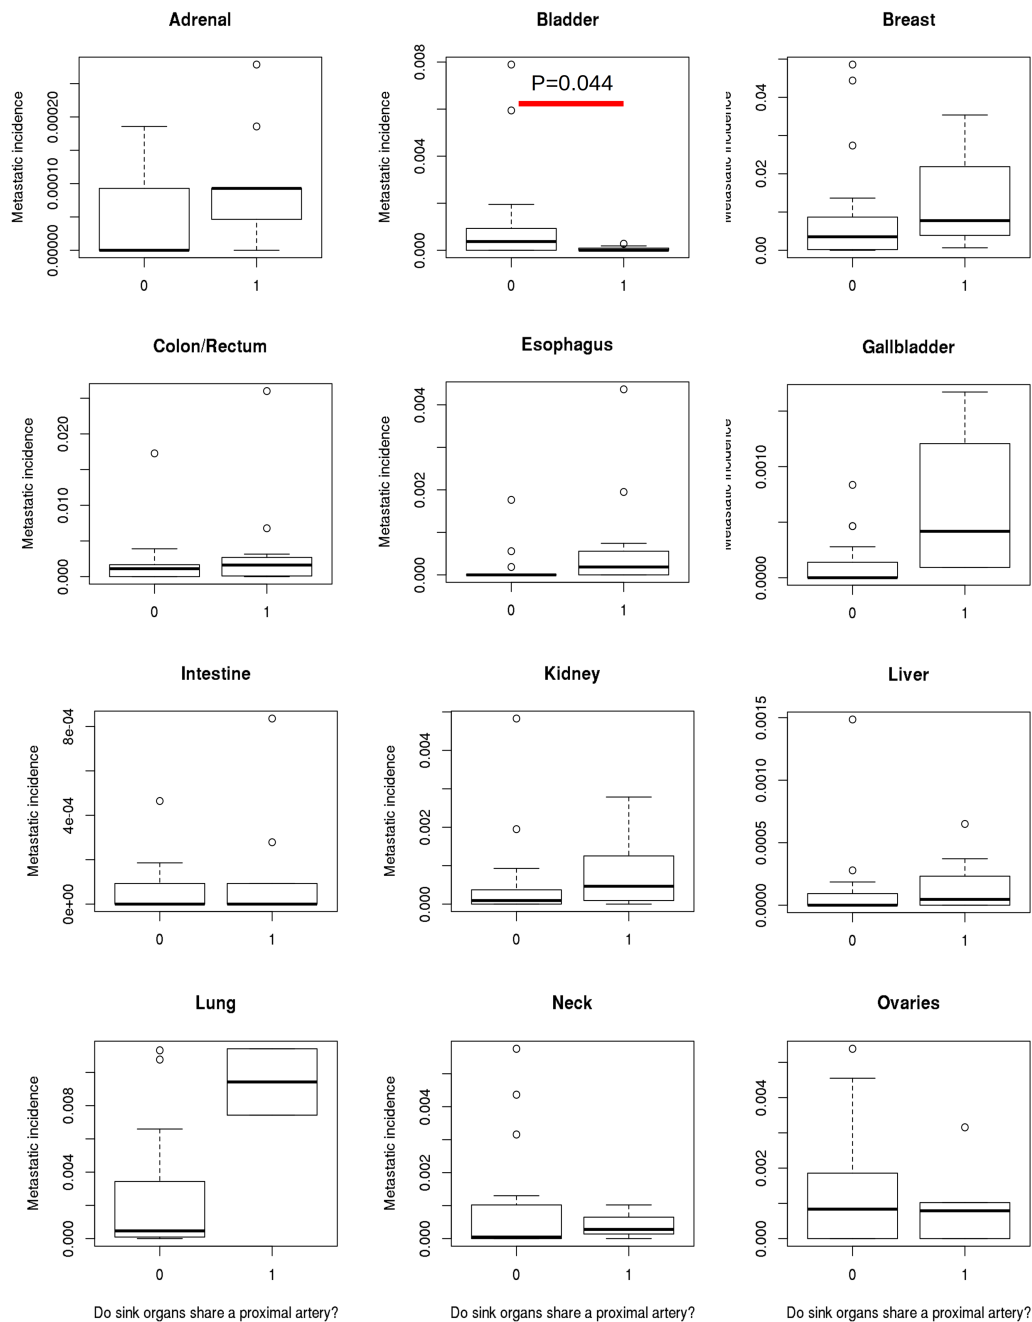 Adrenal
Metastatic incidence
0.00000 0.00010 0.00020
0 1
Bladder
0.000 0.004 0.008
P=0.044
0 1
Breast
Metastatic incidence
0.00 0.02 0.04
0 1
Colon/Rectum
Metastatic incidence
0.000 0.010 0.020
0 1
Esophagus
Metastatic incidence
0.000 0.002 0.004
0 1
Gallbladder
Metastatic incidence
0.0000 0.0010
0 1
Intestine
Metastatic incidence
0e+00 4e-04 8e-04
0 1
Kidney
Metastatic incidence
0.000 0.002 0.004
0 1
Liver
0.0000 0.0005 0.0010 0.0015
0 1
Lung
Metastatic incidence
0.000 0.004 0.008
0 1
Do sink organs share a proximal artery?
Neck
Metastatic incidence
0.000 0.002 0.004
0 1
Do sink organs share a proximal artery?
Ovaries
0.000 0.002 0.004
0 1
Do sink organs share a proximal artery?